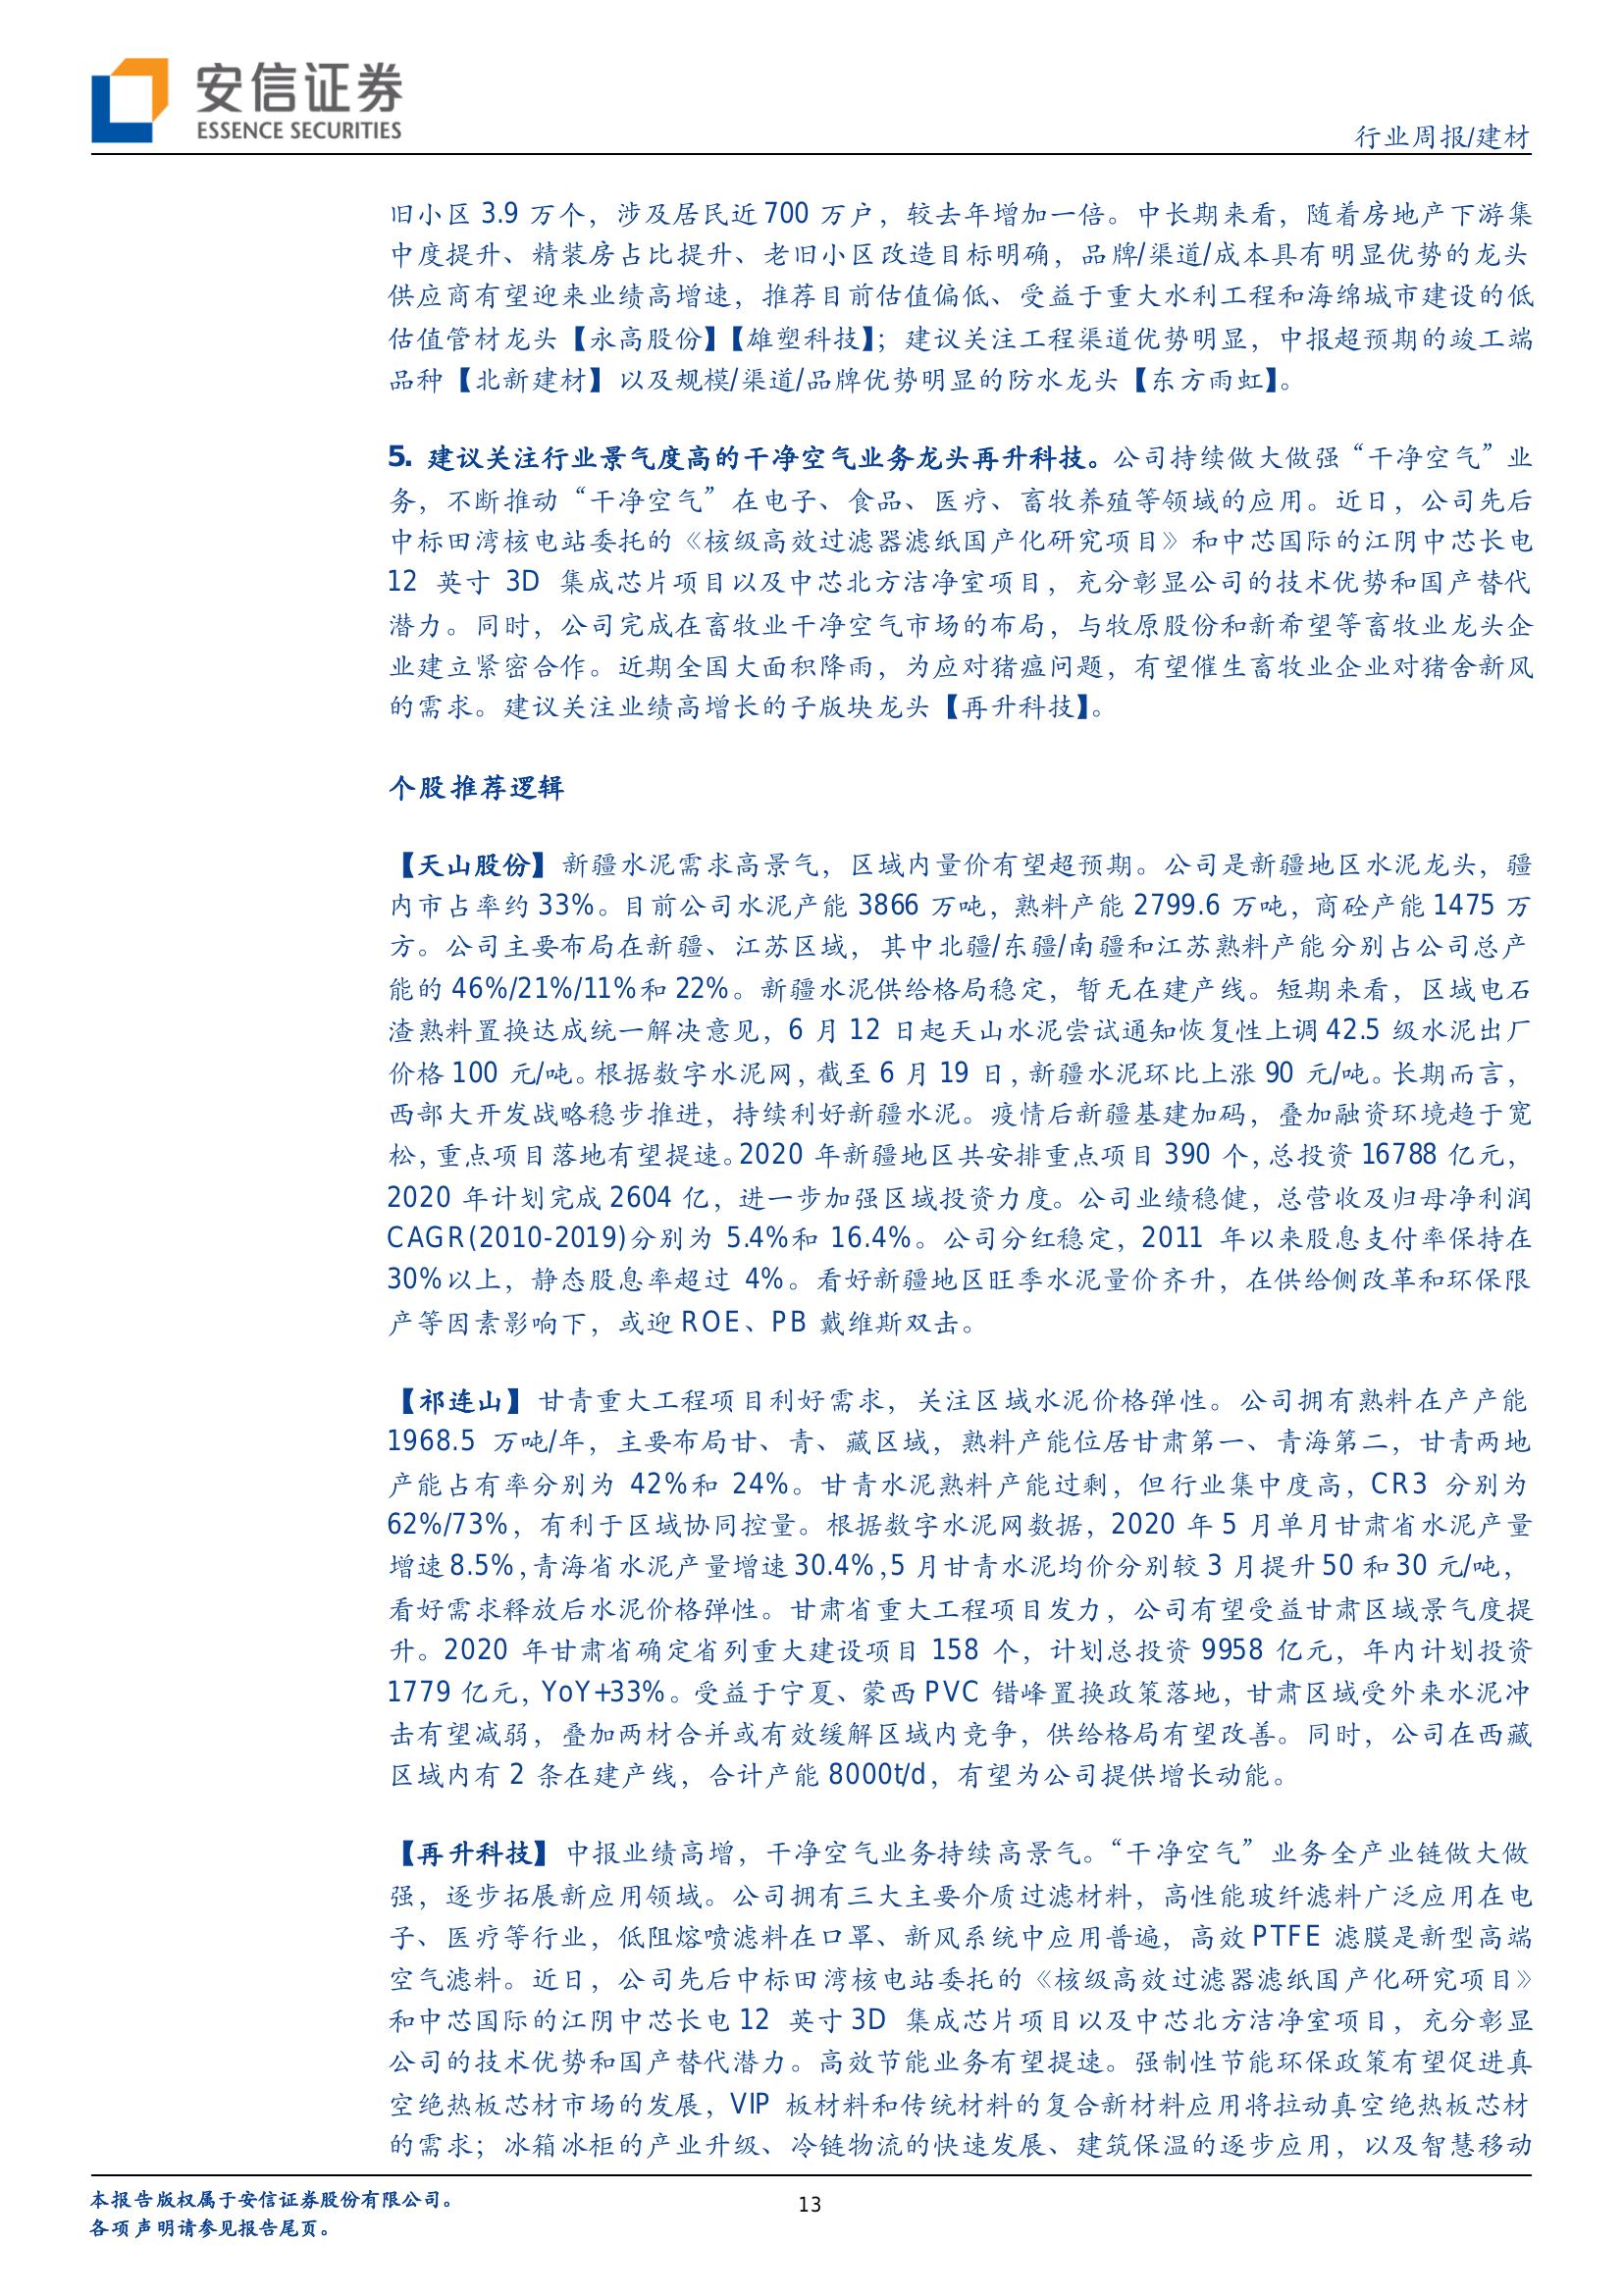 安信证券
ESSENCE SECURITIES
行业周报/建材
旧小区 3.9 万个，涉及居民近 700 万户，较去年增加一倍。中长期来看，随着房地产下游集
中度提升、精装房占比提升、老旧小区改造目标明确，品牌/渠道/成本具有明显优势的龙头
供应商有望迎来业绩高增速，推荐目前估值偏低、受益于重大水利工程和海绵城市建设的低
估值管材龙头【永高股份】【雄塑科技】；建议关注工程渠道优势明显，中报超预期的竣工端
品种【北新建材】以及规模/渠道/品牌优势明显的防水龙头【东方雨虹】。
5. 建议关注行业景气度高的干净空气业务龙头再升科技。公司持续做大做强“干净空气”业
务，不断推动“干净空气”在电子、食品、医疗、畜牧养殖等领域的应用。近日，公司先后
中标田湾核电站委托的《核级高效过滤器滤纸国产化研究项目》和中芯国际的江阴中芯长电
12 英寸 3D 集成芯片项目以及中芯北方洁净室项目，充分彰显公司的技术优势和国产替代
潜力。同时，公司完成在畜牧业干净空气市场的布局，与牧原股份和新希望等畜牧业龙头企
业建立紧密合作。近期全国大面积降雨，为应对猪瘟问题，有望催生畜牧业企业对猪舍新风
的需求。建议关注业绩高增长的子版块龙头【再升科技】。
个股推荐逻辑
【天山股份】新疆水泥需求高景气，区域内量价有望超预期。公司是新疆地区水泥龙头，疆
内市占率约 33%。目前公司水泥产能 3866 万吨，熟料产能 2799.6 万吨，商砼产能 1475 万
方。公司主要布局在新疆、江苏区域，其中北疆/东疆/南疆和江苏熟料产能分别占公司总产
能的 46%/21%/11%和 22%。新疆水泥供给格局稳定，暂无在建产线。短期来看，区域电石
渣熟料置换达成统一解决意见，6 月 12 日起天山水泥尝试通知恢复性上调 42.5 级水泥出厂
价格 100 元/吨。根据数字水泥网，截至 6 月 19 日，新疆水泥环比上涨 90 元/吨。长期而言，
西部大开发战略稳步推进，持续利好新疆水泥。疫情后新疆基建加码，叠加融资环境趋于宽
松，重点项目落地有望提速。2020 年新疆地区共安排重点项目 390 个，总投资 16788 亿元，
2020 年计划完成 2604 亿，进一步加强区域投资力度。公司业绩稳健，总营收及归母净利润
CAGR(2010-2019)分别为 5.4%和 16.4%。公司分红稳定，2011 年以来股息支付率保持在
30%以上，静态股息率超过 4%。看好新疆地区旺季水泥量价齐升，在供给侧改革和环保限
产等因素影响下，或迎 ROE、PB 戴维斯双击。
【祁连山】甘青重大工程项目利好需求，关注区域水泥价格弹性。公司拥有熟料在产产能
1968.5 万吨/年，主要布局甘、青、藏区域，熟料产能位居甘肃第一、青海第二，甘青两地
产能占有率分别为 42%和 24%。甘青水泥熟料产能过剩，但行业集中度高，CR3 分别为
62%/73%，有利于区域协同控量。根据数字水泥网数据，2020 年 5 月单月甘肃省水泥产量
增速 8.5%，青海省水泥产量增速 30.4%，5 月甘青水泥均价分别较 3 月提升 50 和 30 元/吨，
看好需求释放后水泥价格弹性。甘肃省重大工程项目发力，公司有望受益甘肃区域景气度提
升。2020 年甘肃省确定省列重大建设项目 158 个，计划总投资 9958 亿元，年内计划投资
1779 亿元，YoY+33%。受益于宁夏、蒙西 PVC 错峰置换政策落地，甘肃区域受外来水泥冲
击有望减弱，叠加两材合并或有效缓解区域内竞争，供给格局有望改善。同时，公司在西藏
区域内有 2 条在建产线，合计产能 8000t/d，有望为公司提供增长动能。
【再升科技】中报业绩高增，干净空气业务持续高景气。“干净空气”业务全产业链做大做
强，逐步拓展新应用领域。公司拥有三大主要介质过滤材料，高性能玻纤滤料广泛应用在电
子、医疗等行业，低阻熔喷滤料在口罩、新风系统中应用普遍，高效 PTFE 滤膜是新型高端
空气滤料。近日，公司先后中标田湾核电站委托的《核级高效过滤器滤纸国产化研究项目》
和中芯国际的江阴中芯长电 12 英寸 3D 集成芯片项目以及中芯北方洁净室项目，充分彰显
公司的技术优势和国产替代潜力。高效节能业务有望提速。强制性节能环保政策有望促进真
空绝热板芯材市场的发展，VIP 板材料和传统材料的复合新材料应用将拉动真空绝热板芯材
的需求；冰箱冰柜的产业升级、冷链物流的快速发展、建筑保温的逐步应用，以及智慧移动
本报告版权属于安信证券股份有限公司。
各项声明请参见报告尾页。
13